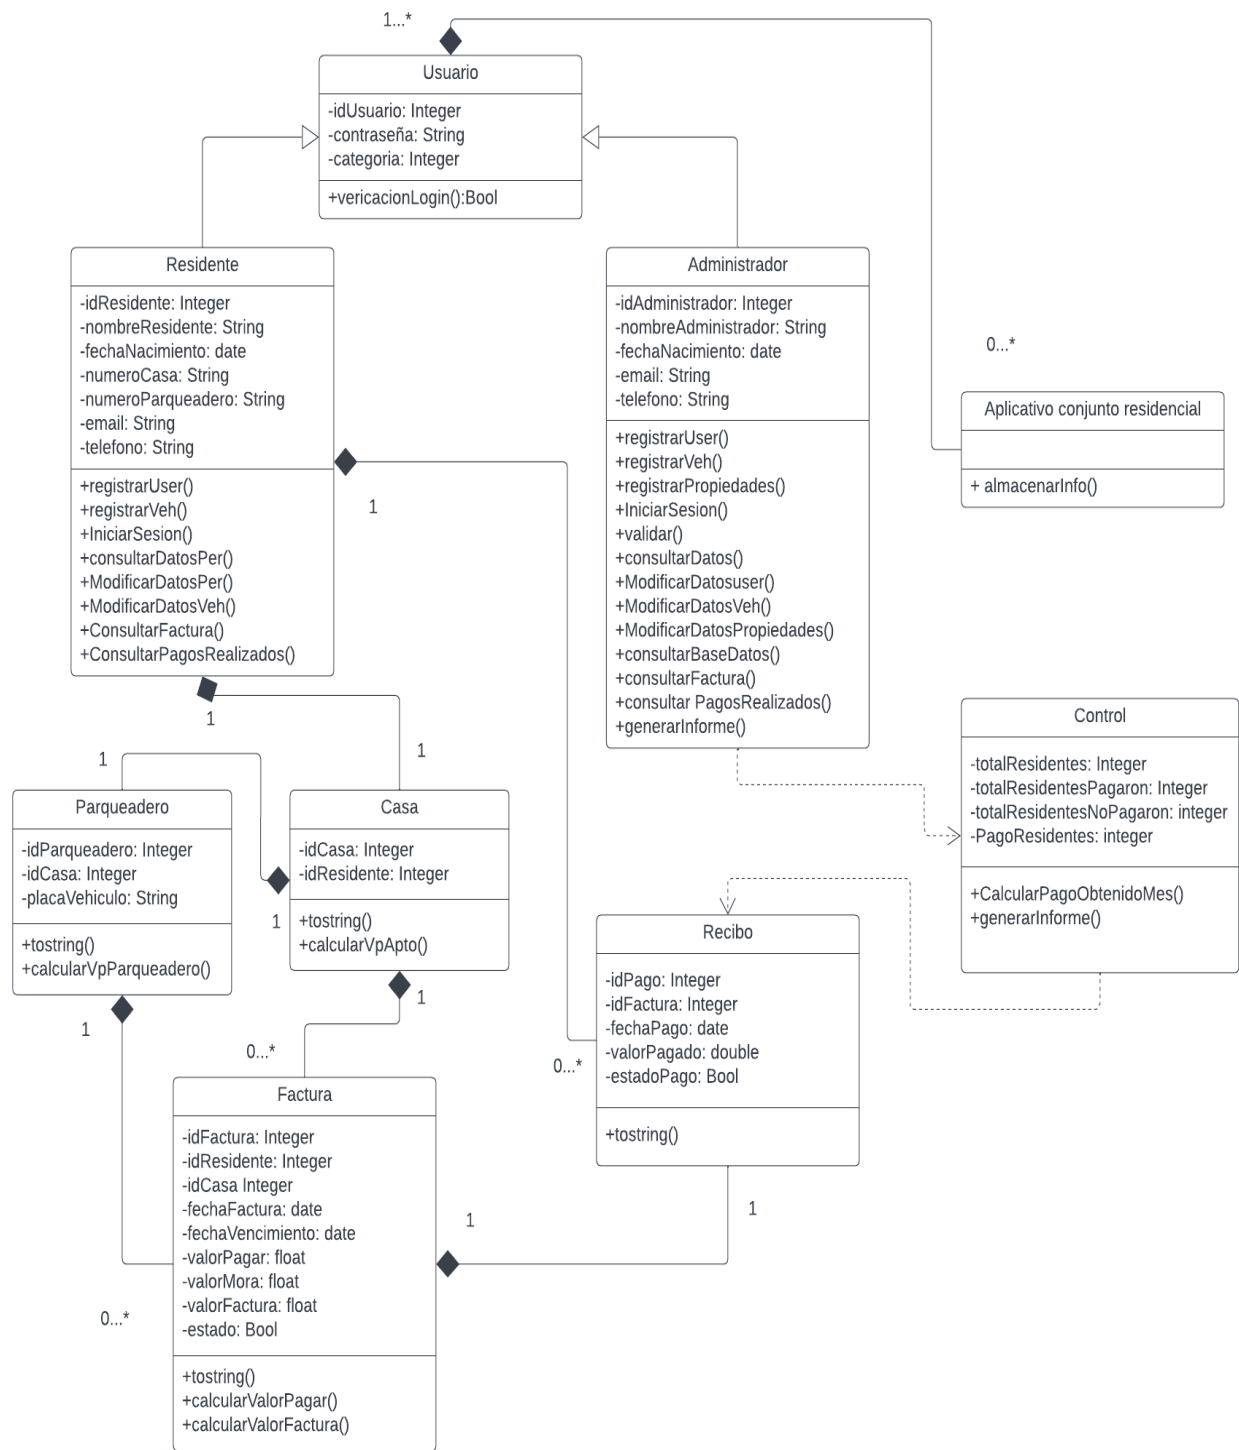 1...*
Usuario
-idUsuario: Integer
-contraseña: String
-categoria: Integer
+vericacionLogin():Bool
Residente
-idResidente: Integer
-nombreResidente: String
-fechaNacimiento: date
-numeroCasa: String
-numeroParqueadero: String
-email: String
-telefono: String
+registrarUser()
+registrarVeh()
+IniciarSesion()
+consultarDatosPer()
+ModificarDatosPer()
+ModificarDatosVeh()
+ConsultarFactura()
+ConsultarPagosRealizados()
Administrador
-idAdministrador: Integer
-nombreAdministrador: String
-fechaNacimiento: date
-email: String
-telefono: String
+registrarUser()
+registrarVeh()
+registrarPropiedades()
+IniciarSesion()
+validar()
+consultarDatos()
+ModificarDatosuser()
+ModificarDatosVeh()
+ModificarDatosPropiedades()
+consultarBaseDatos()
+consultarFactura()
+consultar PagosRealizados()
+generarInforme()
0...*
Aplicativo conjunto residencial
+ almacenarInfo()
1
1
1
1
Parqueadero
-idParqueadero: Integer
-idCasa: Integer
-placaVehiculo: String
+tostring()
+calcularVpParqueadero()
Casa
-idCasa: Integer
-idResidente: Integer
+tostring()
+calcularVpApto()
1
1
1
Control
-totalResidentes: Integer
-totalResidentesPagaron: Integer
-totalResidentesNoPagaron: integer
-PagoResidentes: integer
+CalcularPagoObtenidoMes()
+generarInforme()
Recibo
-idPago: Integer
-idFactura: Integer
-fechaPago: date
-valorPagado: double
-estadoPago: Bool
+tostring()
0...*
0...*
Factura
-idFactura: Integer
-idResidente: Integer
-idCasa Integer
-fechaFactura: date
-fechaVencimiento: date
-valorPagar: float
-valorMora: float
-valorFactura: float
-estado: Bool
+tostring()
+calcularValorPagar()
+calcularValorFactura()
1
1
0...*